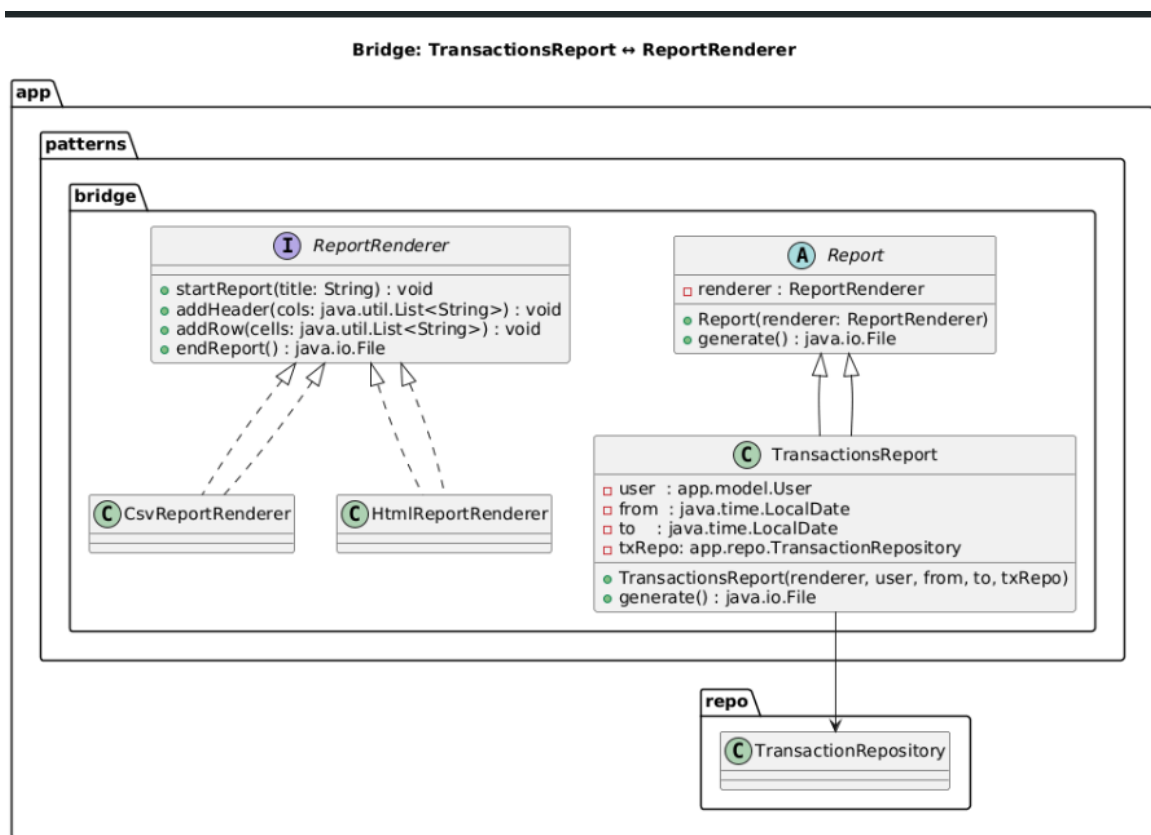 Bridge: TransactionsReport ↔ ReportRenderer
app
patterns
bridge
I ReportRenderer
startReport(title: String) : void
addHeader(cols: java.util.List<String>) : void
addRow(cells: java.util.List<String>) : void
endReport() : java.io.File
A Report
renderer : ReportRenderer
Report(renderer: ReportRenderer)
generate() : java.io.File
C CsvReportRenderer
C HtmlReportRenderer
C TransactionsReport
user : app.model.User
from : java.time.LocalDate
to : java.time.LocalDate
txRepo: app.repo.TransactionRepository
TransactionsReport(renderer, user, from, to, txRepo)
generate() : java.io.File
repo
C TransactionRepository